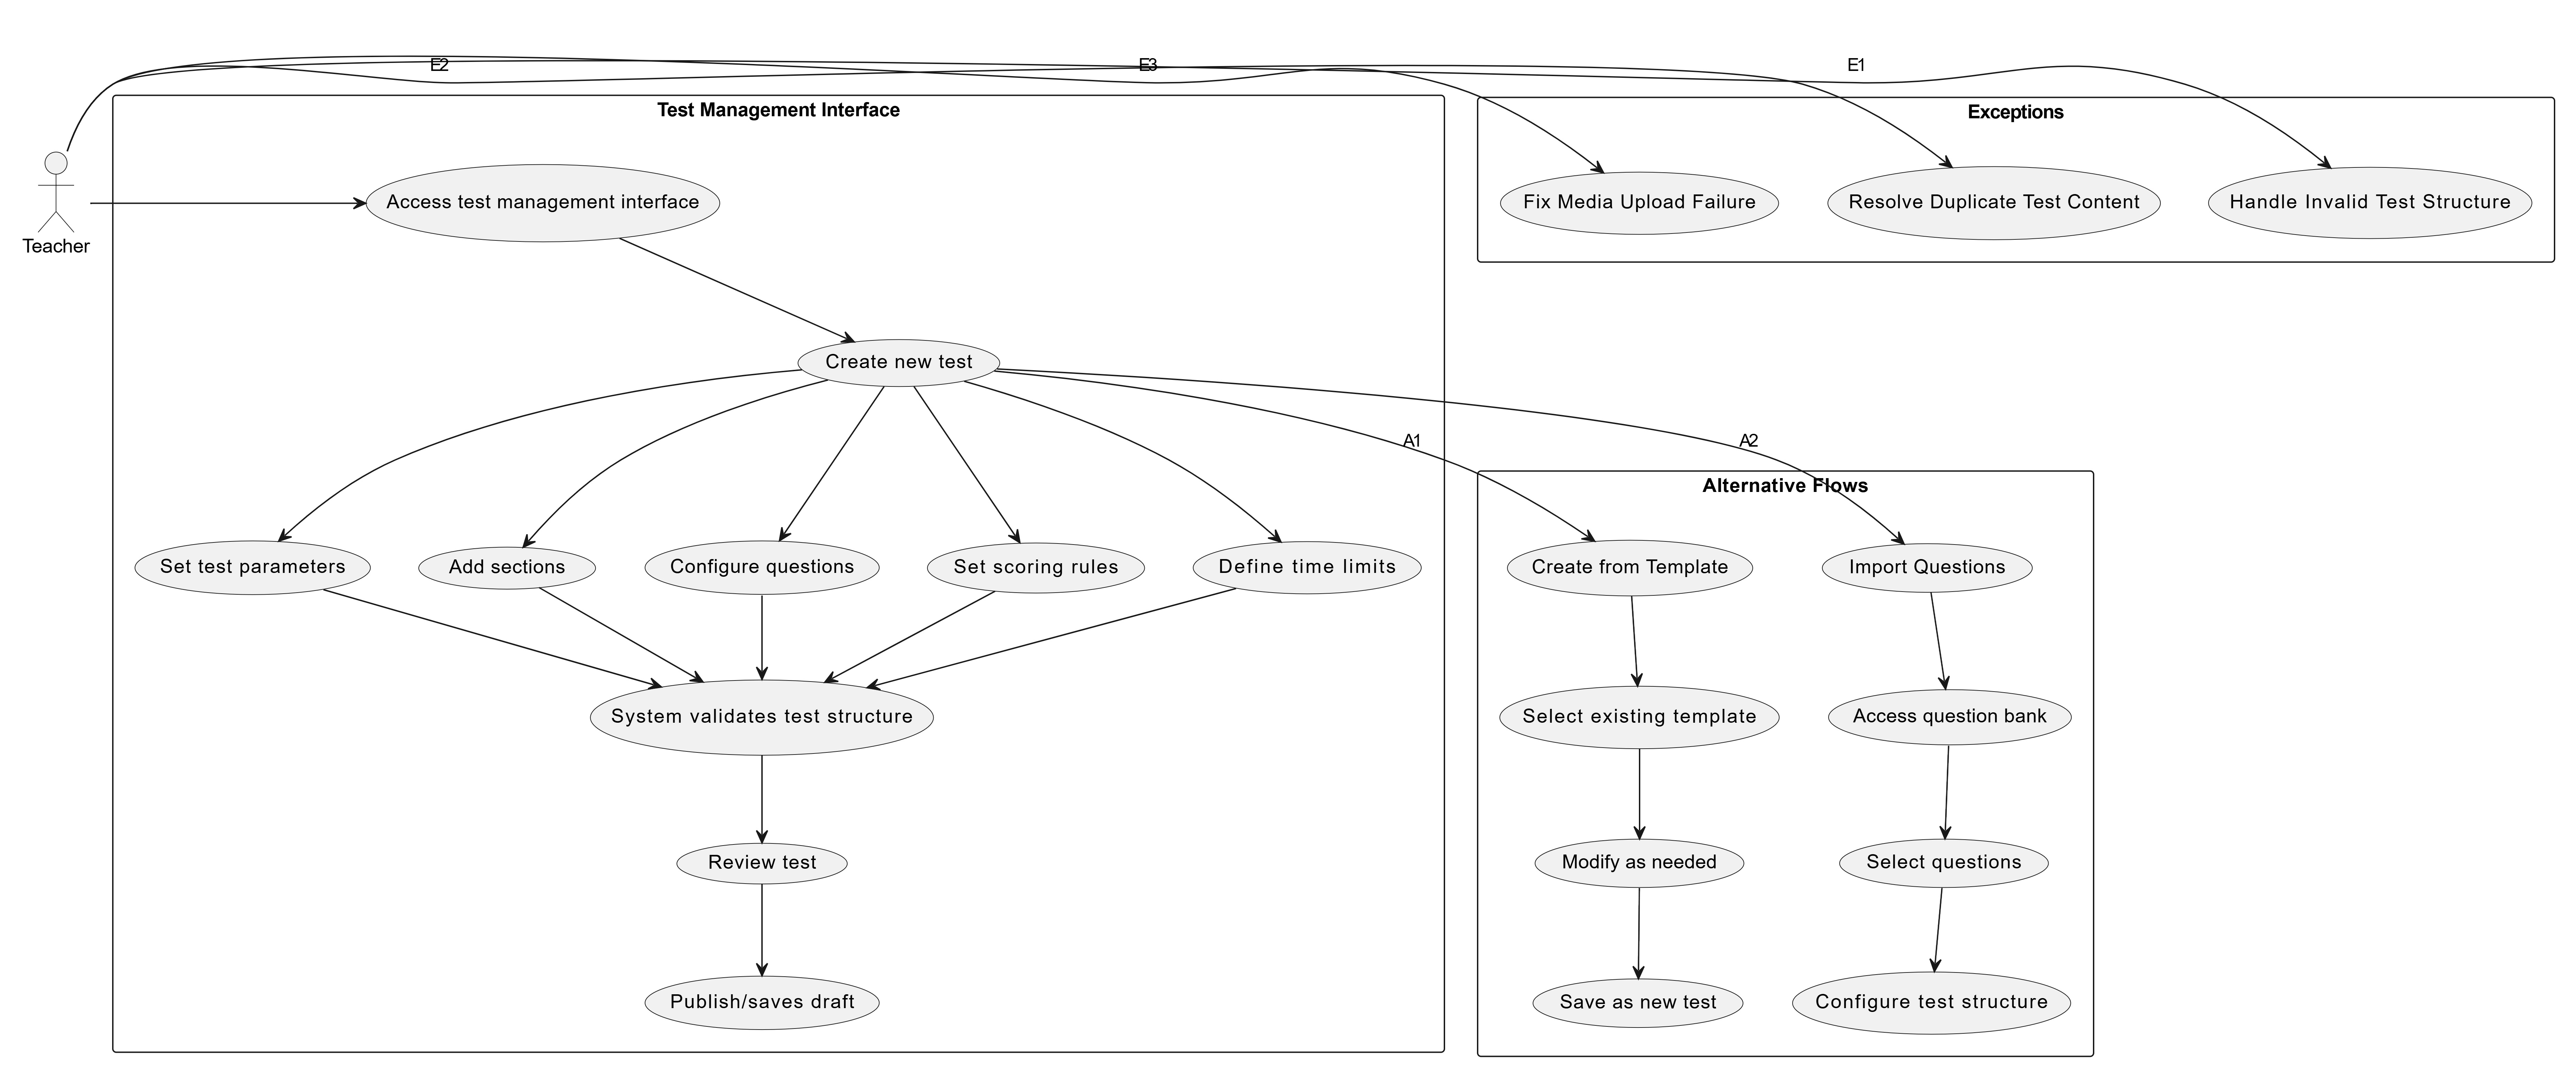 E2
E3
E1
Test Management Interface
Exceptions
Teacher
Access test management interface
Fix Media Upload Failure
Resolve Duplicate Test Content
Handle Invalid Test Structure
Create new test
A1
A2
Alternative Flows
Set test parameters
Add sections
Configure questions
Set scoring rules
Define time limits
Create from Template
Import Questions
System validates test structure
Select existing template
Access question bank
Review test
Modify as needed
Select questions
Publish/saves draft
Save as new test
Configure test structure